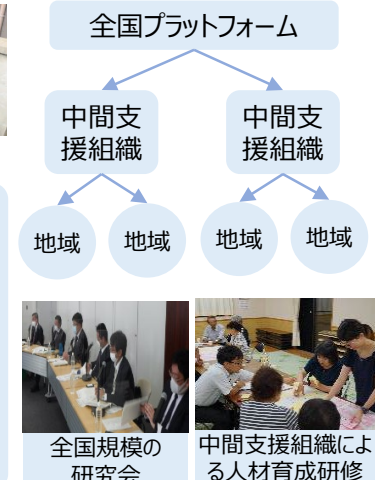 全国プラットフォーム
中間支
援組織
中間支
援組織
地域
地域
地域
地域
全国規模の
研究会
中間支援組織によ
る人材育成研修